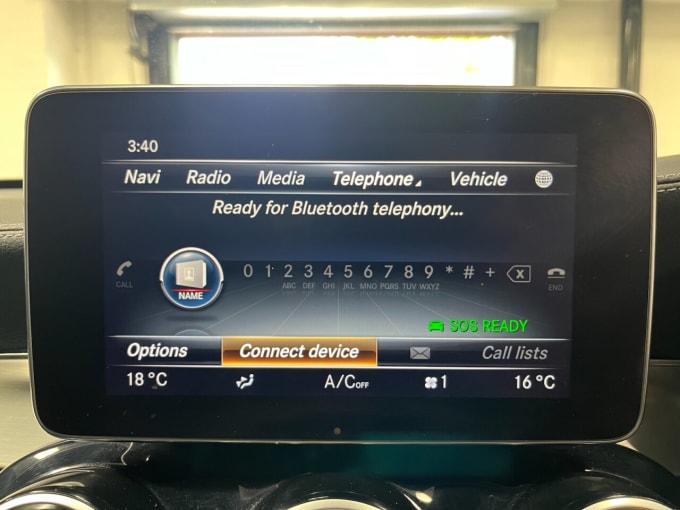 3:40
Navi Radio Media Telephone Vehicle
Ready for Bluetooth telephony...
0 1 2 3 4 5 6 7 8 9 * # +
CALL NAME ABC DEF GHI JKL MNO PQRS TUV WXYZ END
SOS READY
Options Connect device Call lists
18 °C A/C OFF 1 16 °C